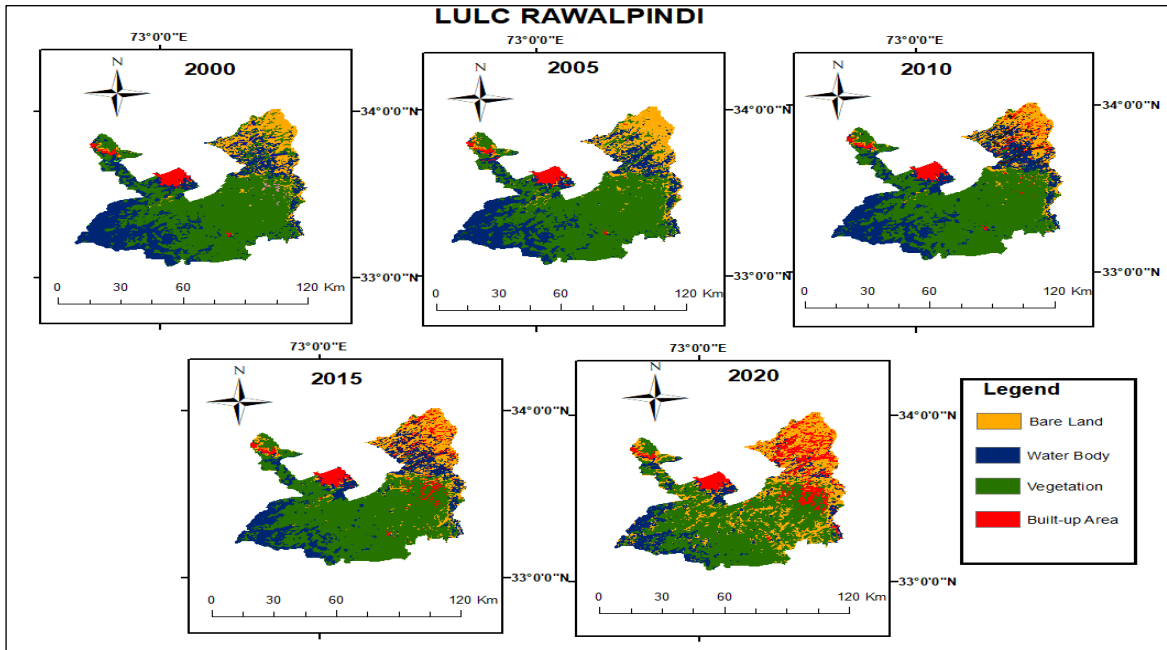 LULC RAWALPINDI
73°0'0"E
73°0'0"E
73°0'0"E
N
2000
N
2005
N
2010
34°0'0"N
34°0'0"N
34°0'0"N
33°0'0"N
33°0'0"N
33°0'0"N
0 30 60 120 Km
0 30 60 120 Km
0 30 60 120 Km
73°0'0"E
73°0'0"E
N
2015
N
2020
34°0'0"N
34°0'0"N
33°0'0"N
33°0'0"N
0 30 60 120 Km
0 30 60 120 Km
Legend
Bare Land
Water Body
Vegetation
Built-up Area